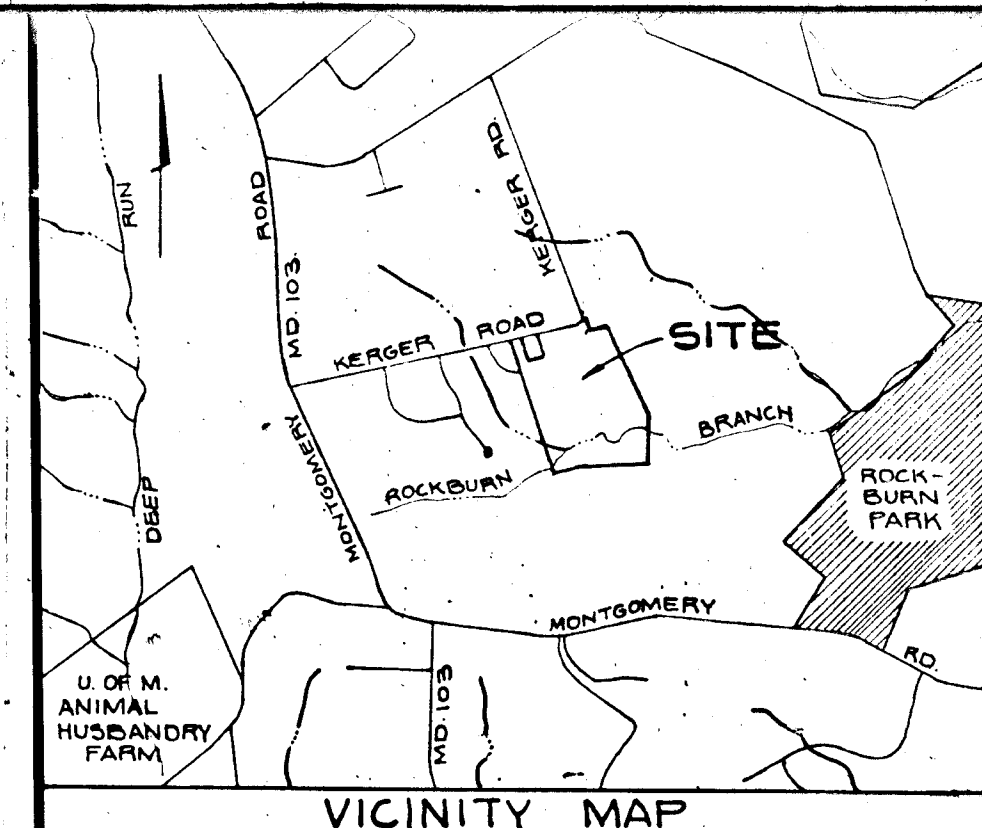 RUN
ROAD
MD. 103.
KEAGER RD.
KERGER ROAD
SITE
BRANCH
ROCKBURN
MONTGOMERY
DEEP
ROCK-
BURN
PARK
MONTGOMERY
RD.
MD. 103
U. OF M.
ANIMAL
HUSBANDRY
FARM
VICINITY MAP